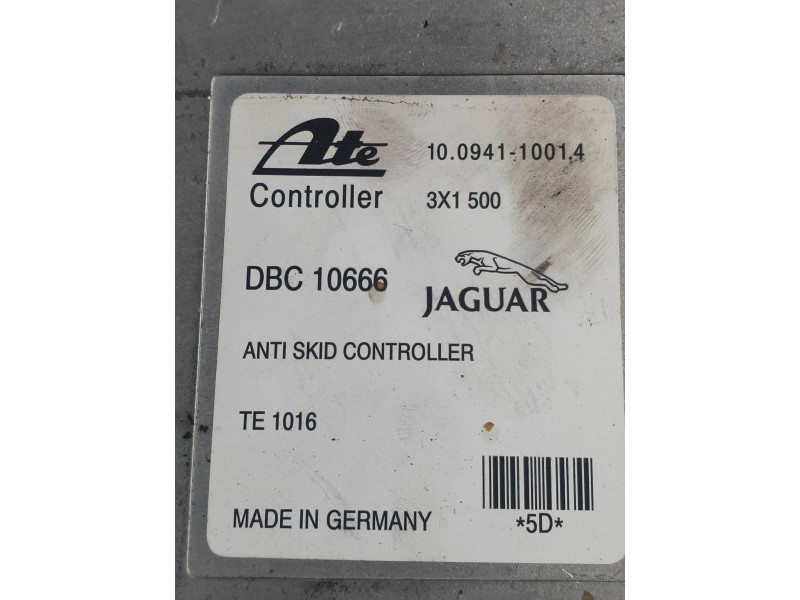 Ate 10.0941-1001.4
Controller 3X1 500
DBC 10666 JAGUAR
ANTI SKID CONTROLLER
TE 1016
MADE IN GERMANY *5D*